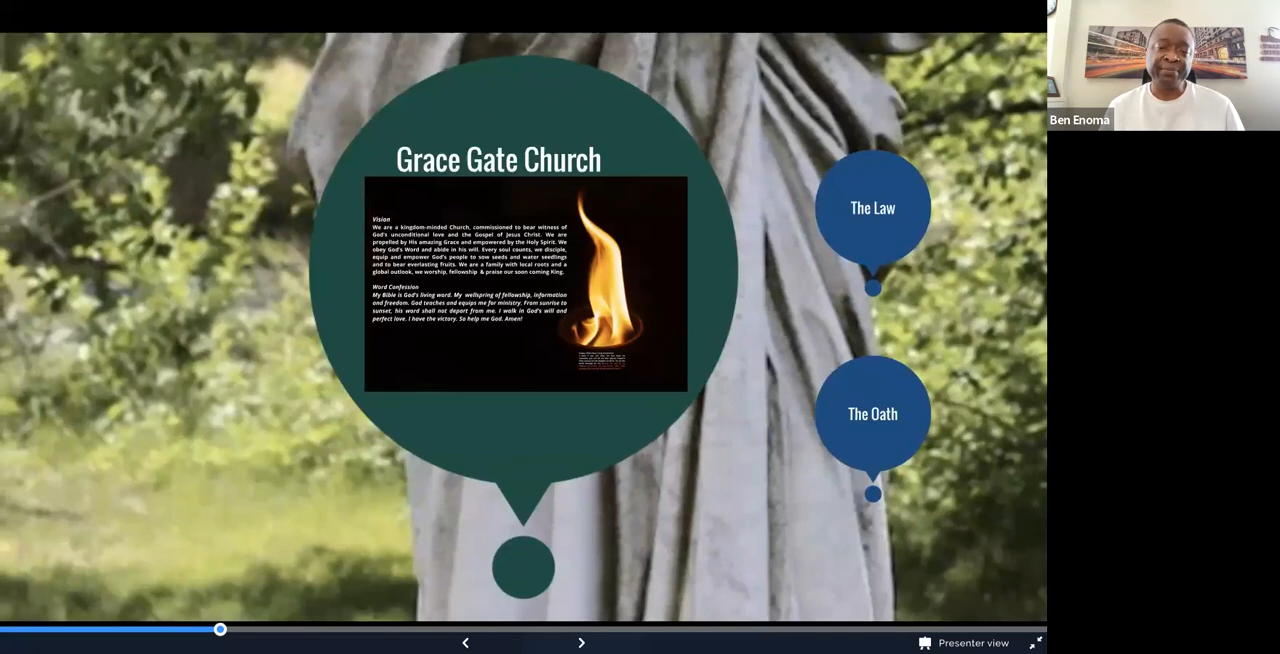 Grace Gate Church
Vision
We are a kingdom-minded Church, commissioned to bear witness of
God's unconditional love and the Gospel of Jesus Christ. We are
propelled by His amazing Grace and empowered by the Holy Spirit. We
obey God's Word and abide in his will. Every soul counts, we disciple,
equip and empower God's people to sow seeds and water seedlings
and to bear everlasting fruits. We are a family with local roots and a
global outlook, we worship, fellowship & praise our soon coming King.
Word Confession
My Bible is God's living word. My wellspring of fellowship, information
and freedom. God teaches and equips me for ministry. From sunrise to
sunset, his word shall not depart from me. I walk in God's will and
perfect love. I have the victory. So help me God. Amen!
The Law
The Oath
Ben Enoma
Presenter view